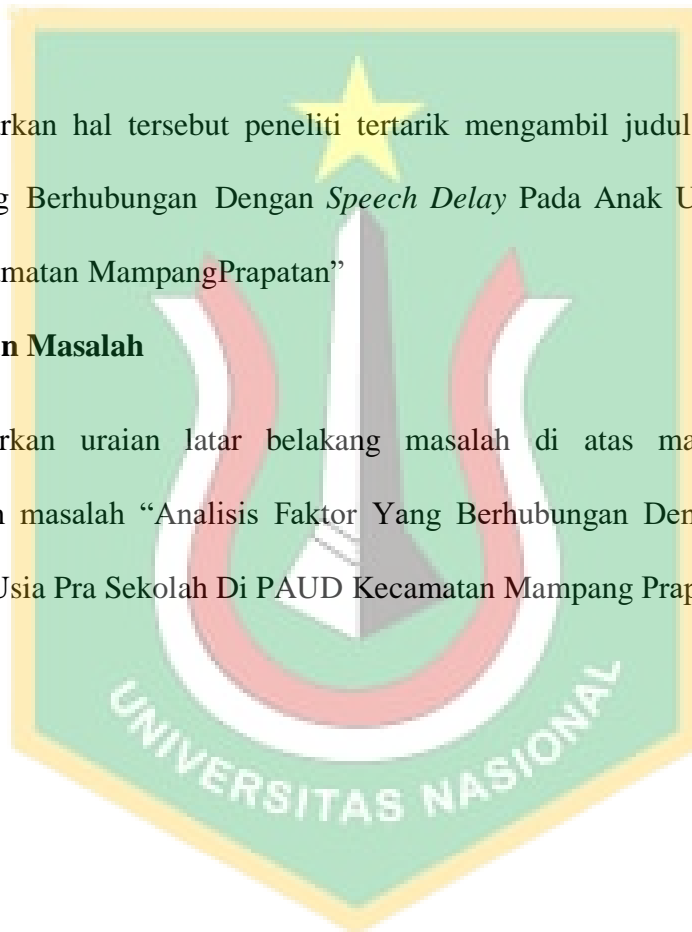 rkan hal tersebut peneliti tertarik mengambil judul
g Berhubungan Dengan Speech Delay Pada Anak U
amatan MampangPrapatan”
n Masalah
rkan uraian latar belakang masalah di atas ma
n masalah “Analisis Faktor Yang Berhubungan Den
Usia Pra Sekolah Di PAUD Kecamatan Mampang Prap
UNIVERSITAS NASIONAL